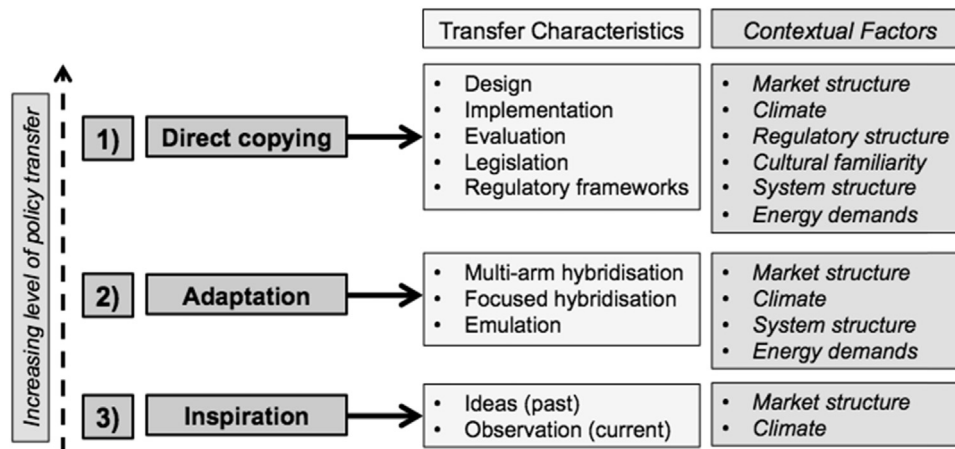 Transfer Characteristics
Contextual Factors
Increasing level of policy transfer
1)
Direct copying
• Design
• Implementation
• Evaluation
• Legislation
• Regulatory frameworks
• Market structure
• Climate
• Regulatory structure
• Cultural familiarity
• System structure
• Energy demands
2)
Adaptation
• Multi-arm hybridisation
• Focused hybridisation
• Emulation
• Market structure
• Climate
• System structure
• Energy demands
3)
Inspiration
• Ideas (past)
• Observation (current)
• Market structure
• Climate